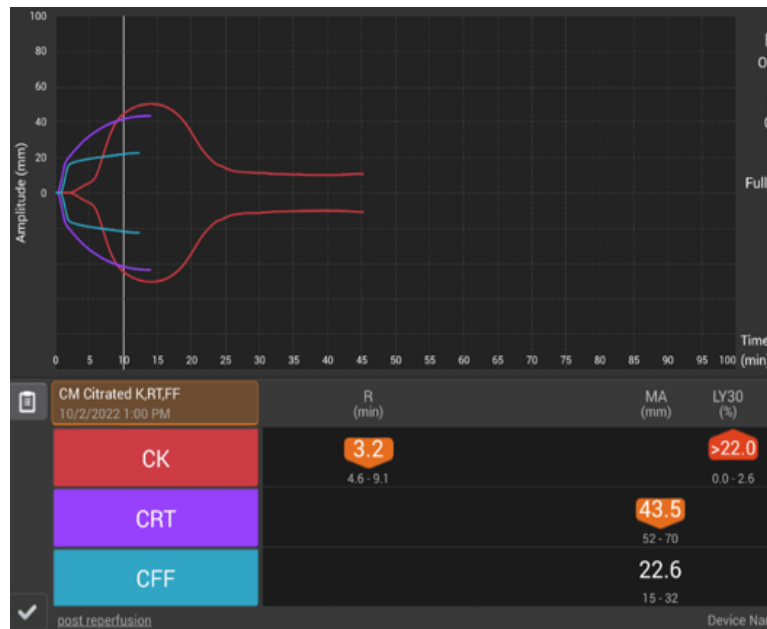 100
80
60
40
20
0
Amplitude (mm)
Full
0 5 10 15 20 25 30 35 40 45 50 55 60 65 70 75 80 85 90 95 100
Time
(min)
CM Citrated K,RT,FF
10/2/2022 1:00 PM
R
(min)
MA
(mm)
LY30
(%)
CK
3.2
4.6 - 9.1
>22.0
0.0 - 2.6
CRT
43.5
52 - 70
CFF
22.6
15 - 32
post reperfusion
Device Nam